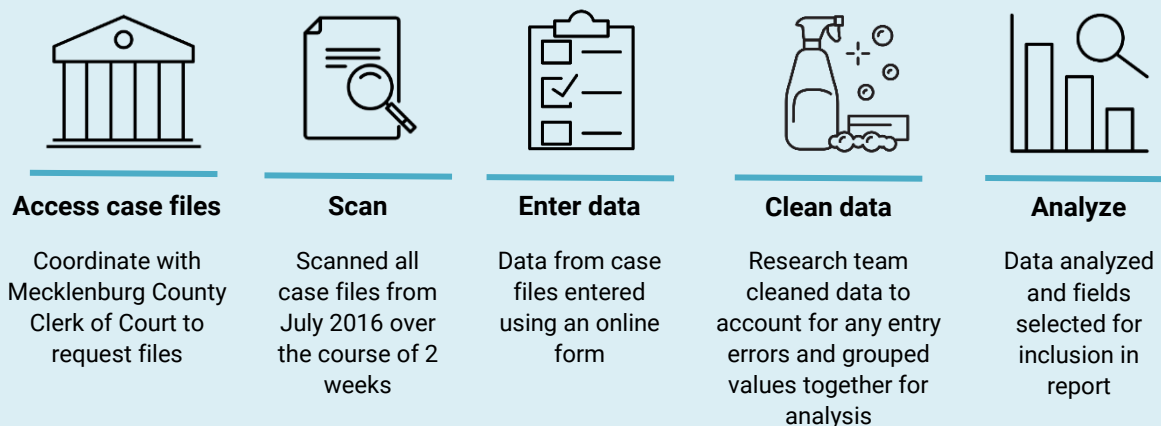 Access case files
Coordinate with
Mecklenburg County
Clerk of Court to
request files
Scan
Scanned all
case files from
July 2016 over
the course of 2
weeks
Enter data
Data from case
files entered
using an online
form
Clean data
Research team
cleaned data to
account for any entry
errors and grouped
values together for
analysis
Analyze
Data analyzed
and fields
selected for
inclusion in
report